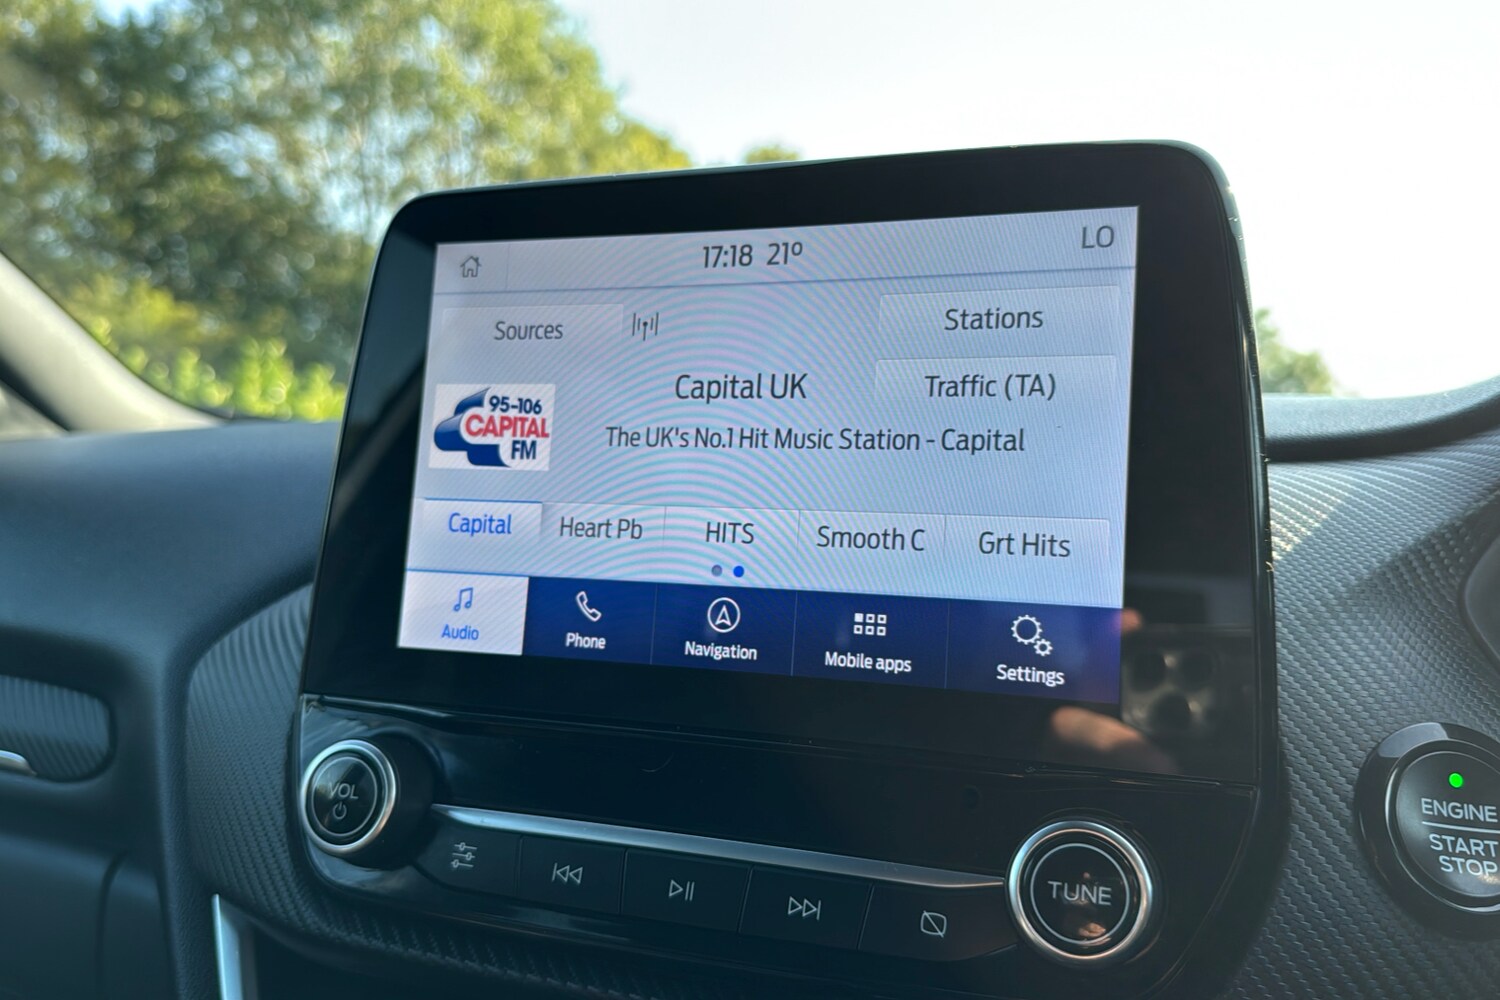 17:18 21°
LO
Sources
Stations
Capital UK
Traffic (TA)
95-106
CAPITAL
FM
The UK's No.1 Hit Music Station - Capital
Capital
Heart Pb
HITS
Smooth C
Grt Hits
Audio
Phone
Navigation
Mobile apps
Settings
VOL
TUNE
ENGINE
START
STOP